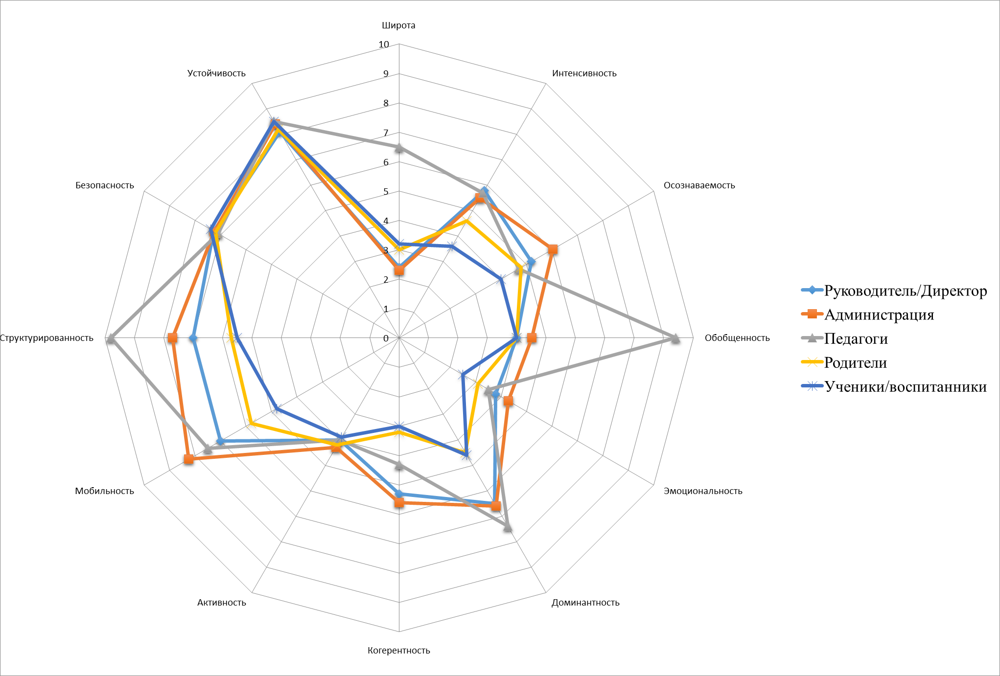 Широта
10
Устойчивость
Интенсивность
9
8
7
6
5
4
3
2
1
0
Безопасность
Осознаваемость
Структурированность
Обобщенность
Мобильность
Эмоциональность
Активность
Доминантность
Когерентность
Руководитель/Директор
Администрация
Педагоги
Родители
Ученики/воспитанники